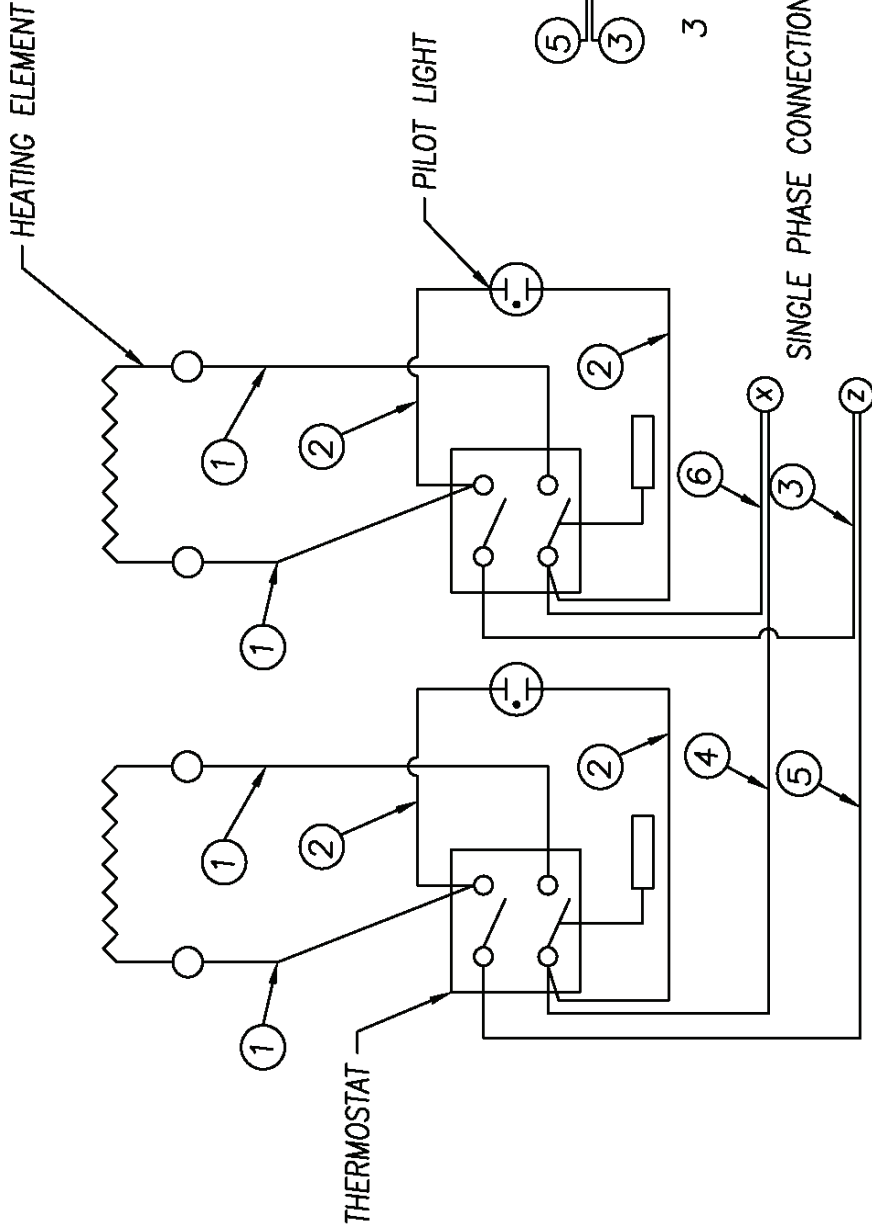 HEATING ELEMENT
PILOT LIGHT
THERMOSTAT
1
1
2
2
1
1
2
2
4
5
6
3
X
Z
SINGLE PHASE CONNECTION
5
3
3